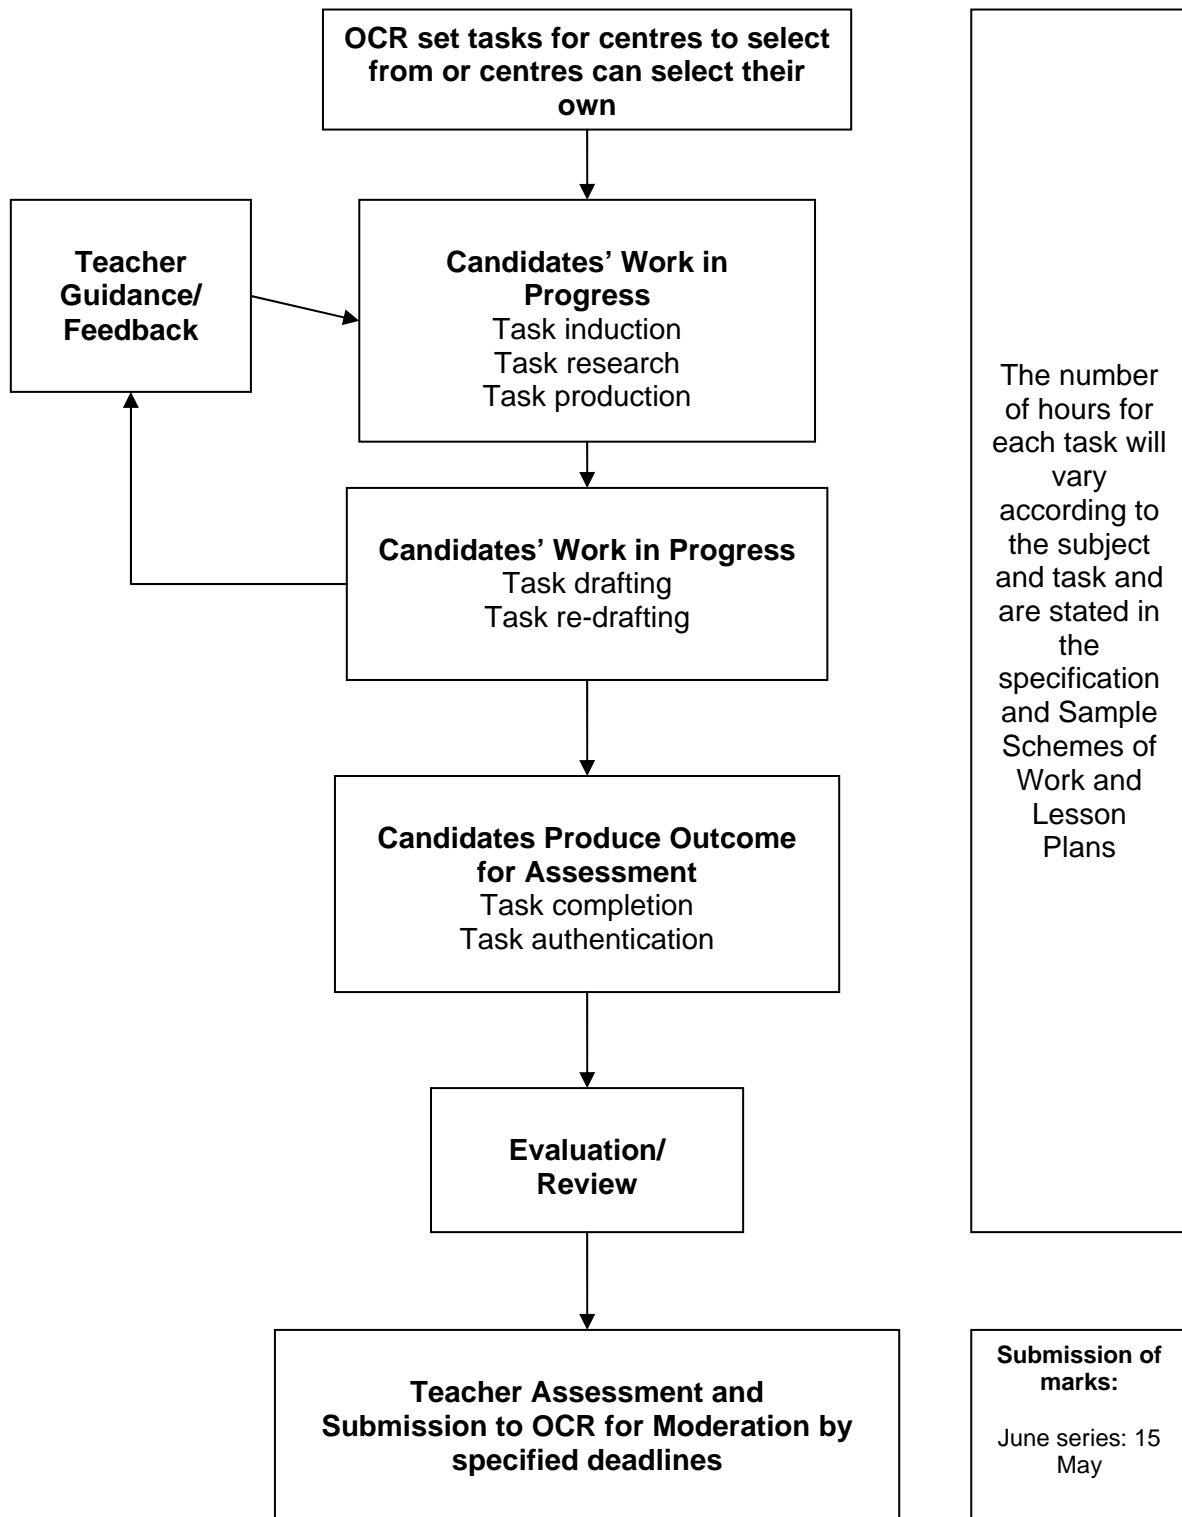 OCR set tasks for centres to select
from or centres can select their
own
Teacher
Guidance/
Feedback
Candidates’ Work in
Progress
Task induction
Task research
Task production
Candidates’ Work in Progress
Task drafting
Task re-drafting
Candidates Produce Outcome
for Assessment
Task completion
Task authentication
Evaluation/
Review
Teacher Assessment and
Submission to OCR for Moderation by
specified deadlines
The number
of hours for
each task will
vary
according to
the subject
and task and
are stated in
the
specification
and Sample
Schemes of
Work and
Lesson
Plans
Submission of
marks:
June series: 15
May